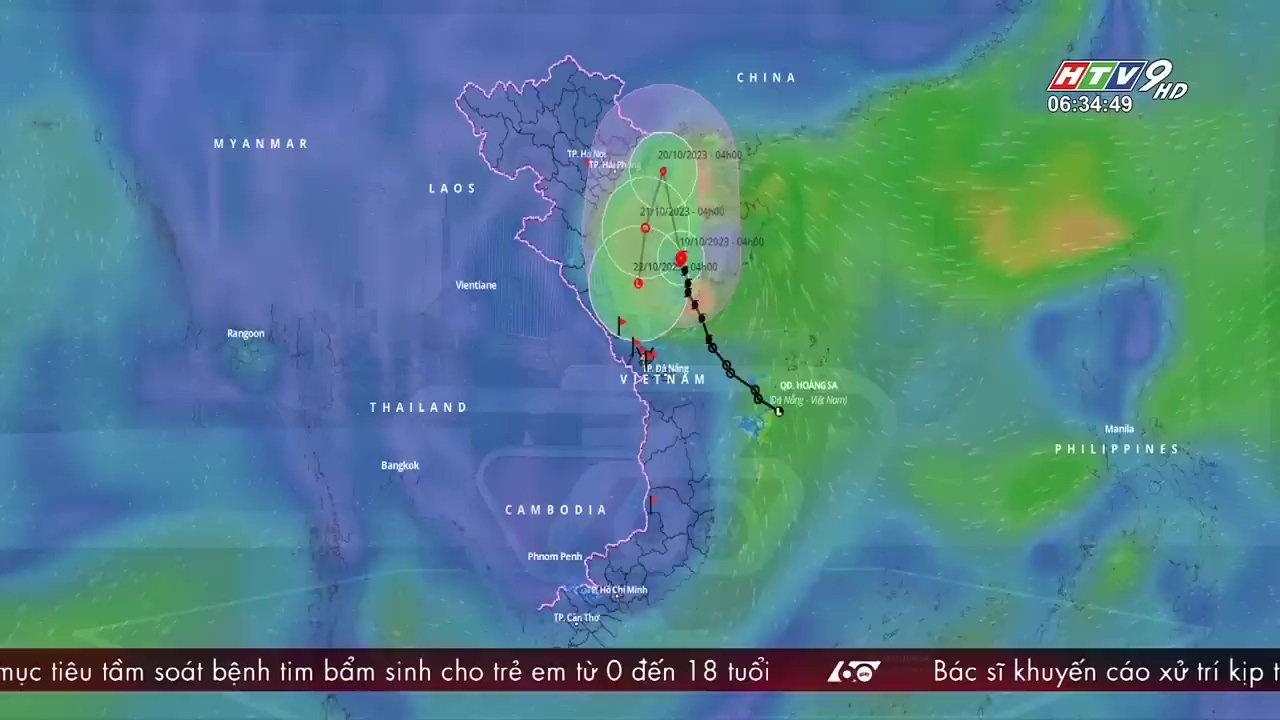 HTV9 HD
06:34:49
CHINA
MYANMAR
LAOS
TP. Hà Nội
TP. Hải Phòng
20/10/2023 - 04h00
21/10/2023 - 04h00
19/10/2023 - 04h00
22/10/2023 - 04h00
Vientiane
Rangoon
TP. Đà Nẵng
VIETNAM
QĐ. HOÀNG SA
(Đà Nẵng - Việt Nam)
THAILAND
Manila
PHILIPPINES
Bangkok
CAMBODIA
Phnom Penh
TP. Hồ Chí Minh
TP. Cần Thơ
mục tiêu tầm soát bệnh tim bẩm sinh cho trẻ em từ 0 đến 18 tuổi
60
Bác sĩ khuyến cáo xử trí kịp t